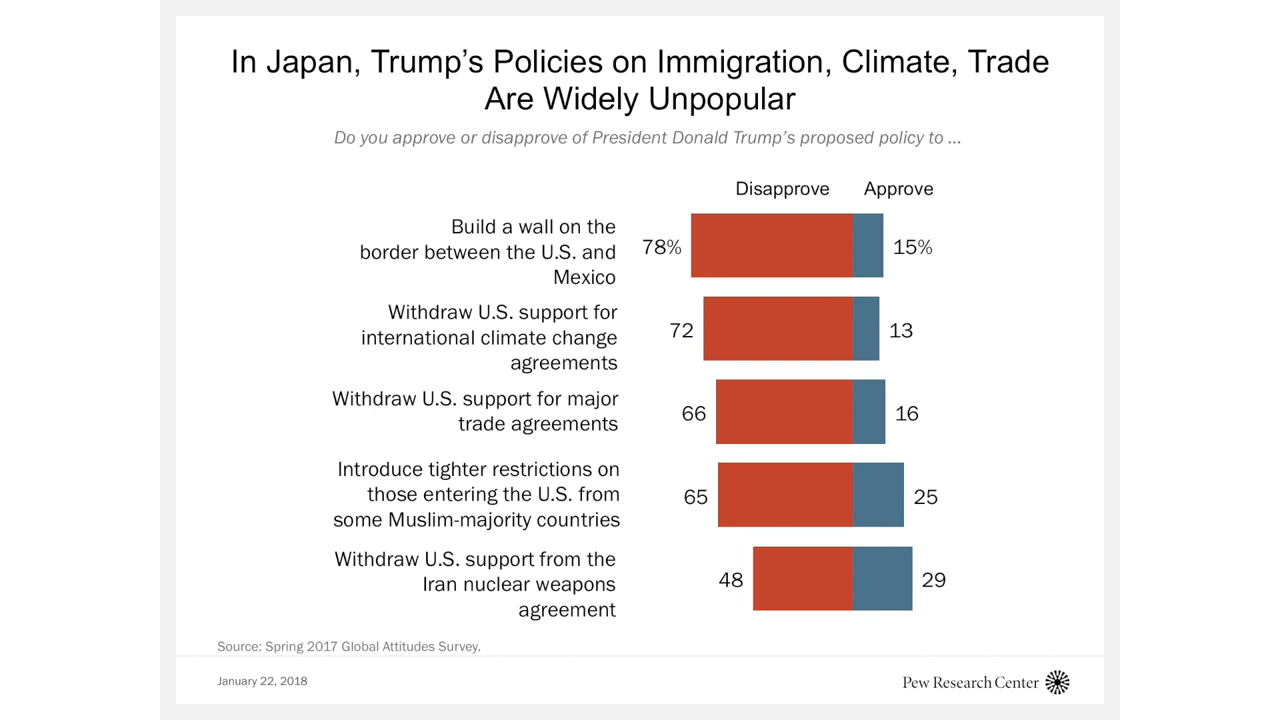 In Japan, Trump’s Policies on Immigration, Climate, Trade
Are Widely Unpopular
Do you approve or disapprove of President Donald Trump’s proposed policy to ...
Disapprove Approve
Build a wall on the
border between the U.S. and
Mexico
78% 15%
Withdraw U.S. support for
international climate change
agreements
72 13
Withdraw U.S. support for major
trade agreements
66 16
Introduce tighter restrictions on
those entering the U.S. from
some Muslim-majority countries
65 25
Withdraw U.S. support from the
Iran nuclear weapons
agreement
48 29
Source: Spring 2017 Global Attitudes Survey.
January 22, 2018
Pew Research Center